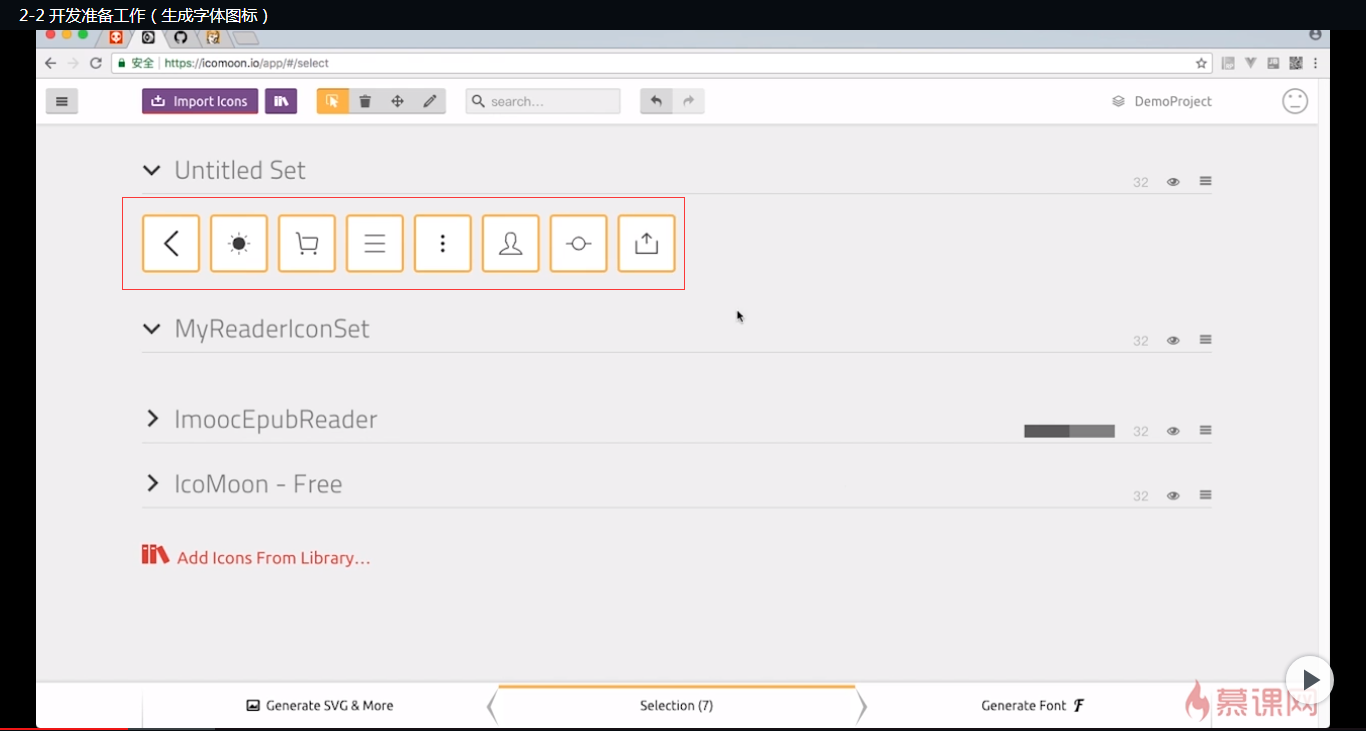 2-2 开发准备工作 ( 生成字体图标 )
安全 https://icomoon.io/app/#/select
Import Icons search... DemoProject
Untitled Set
32
MyReaderIconSet
32
ImoocEpubReader
32
IcoMoon - Free
32
Add Icons From Library...
Generate SVG & More Selection (7) Generate Font
慕课网